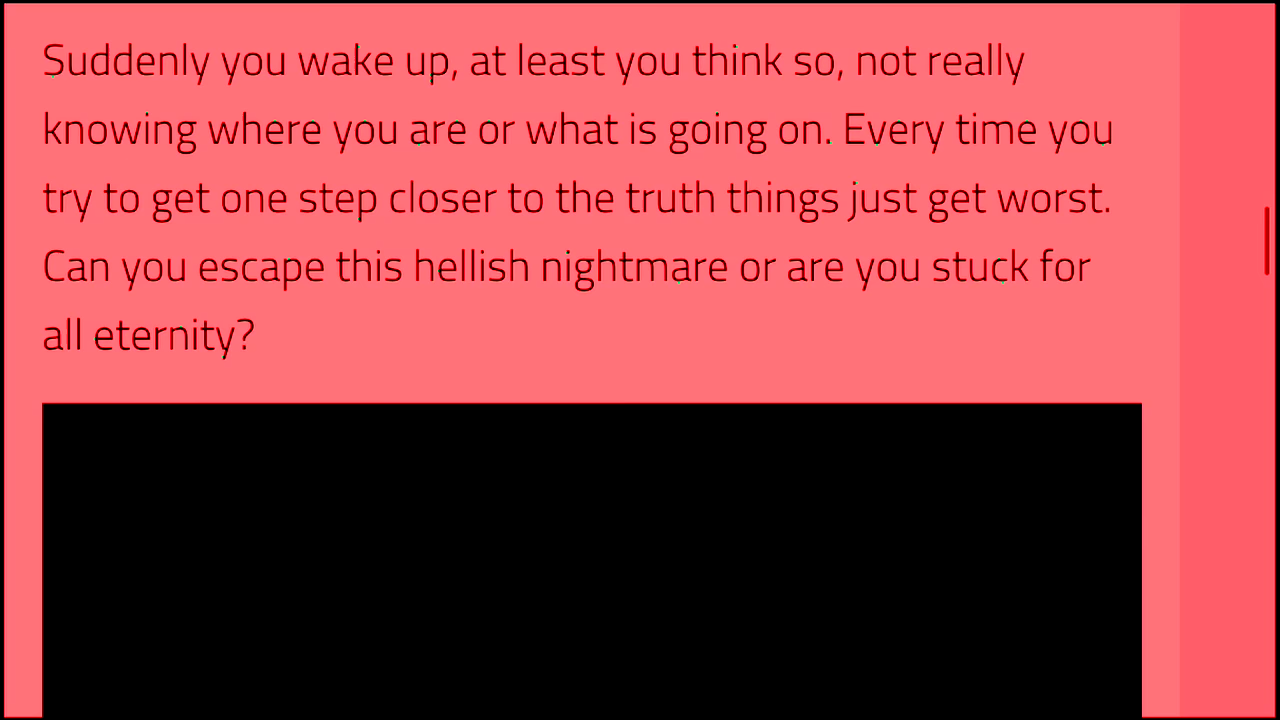 Suddenly you wake up, at least you think so, not really
knowing where you are or what is going on. Every time you
try to get one step closer to the truth things just get worst.
Can you escape this hellish nightmare or are you stuck for
all eternity?